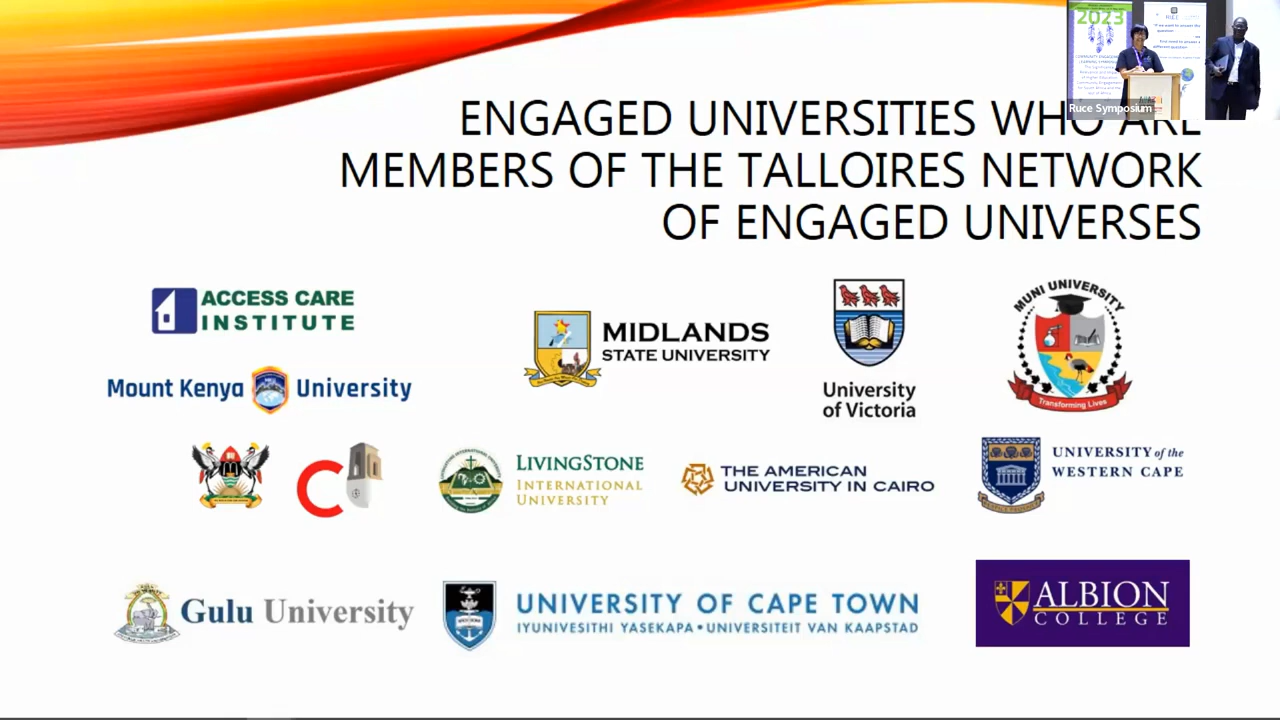 2023
Ruce Symposium
ENGAGED UNIVERSITIES WHO ARE
MEMBERS OF THE TALLOIRES NETWORK
OF ENGAGED UNIVERSES
ACCESS CARE
INSTITUTE
MIDLANDS
STATE UNIVERSITY
University
of Victoria
MUNI UNIVERSITY
Transforming Lives
Mount Kenya University
LIVINGSTONE
INTERNATIONAL
UNIVERSITY
THE AMERICAN
UNIVERSITY IN CAIRO
UNIVERSITY of the
WESTERN CAPE
Gulu University
UNIVERSITY OF CAPE TOWN
IYUNIVESITHI YASEKAPA • UNIVERSITEIT VAN KAAPSTAD
ALBION
COLLEGE